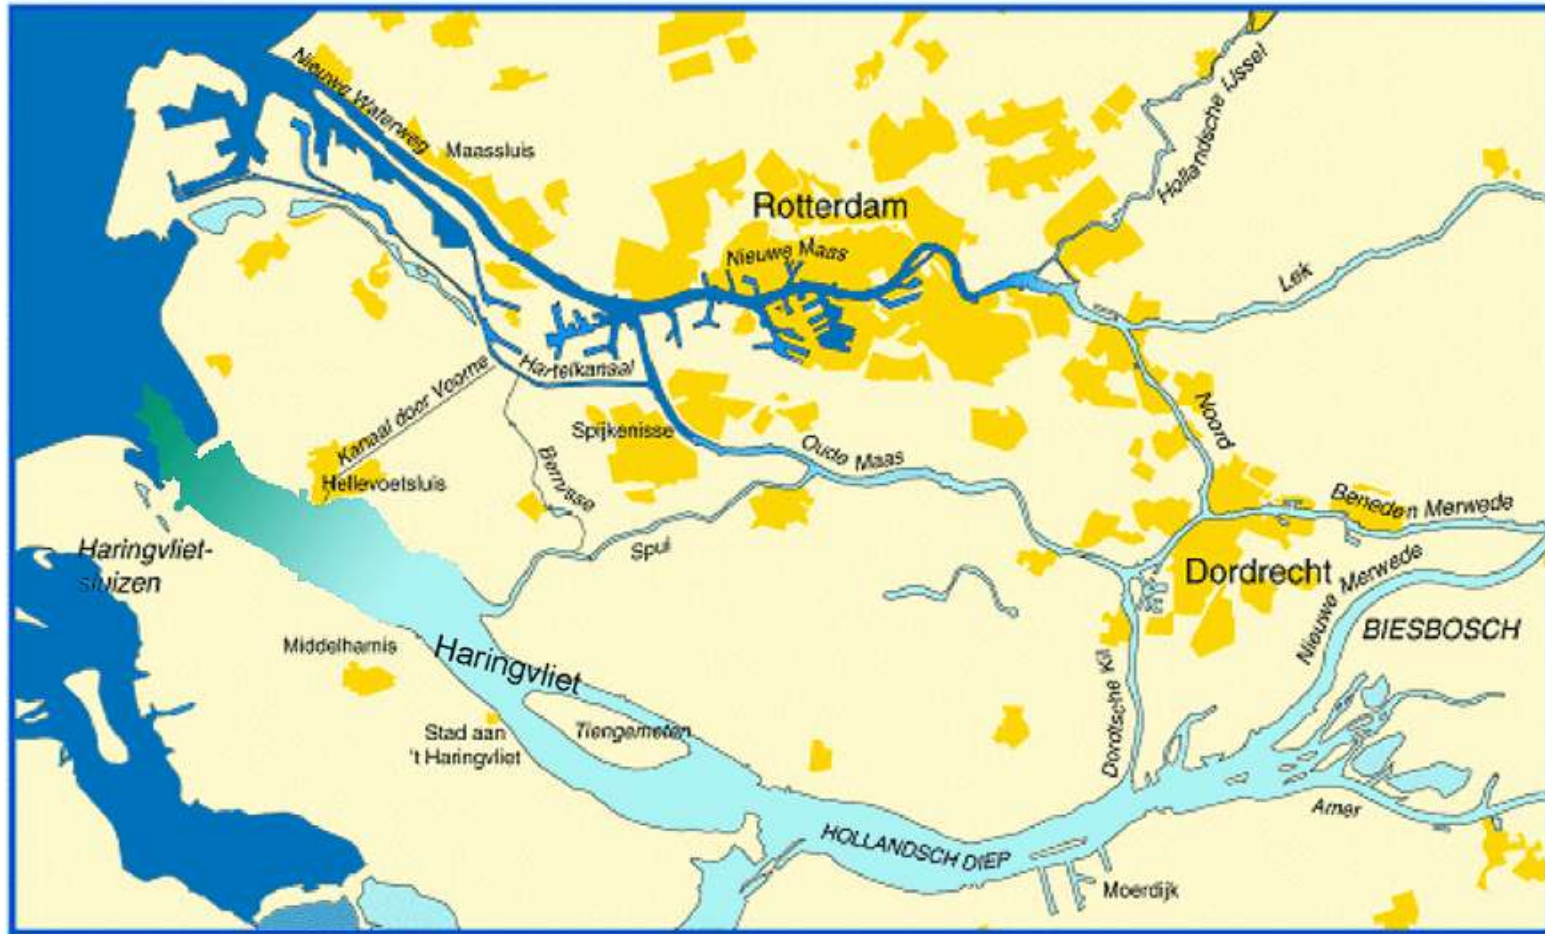 Nieuwe Waterweg
Maassluis
Hollandsche IJssel
Rotterdam
Nieuwe Maas
Lek
Hartelkanaal
Kanaal door Voorne
Noord
Spijkenisse
Oude Maas
Bernisse
Hellevoetsluis
Beneden Merwede
Haringvliet-
sluizen
Spui
Dordrecht
Nieuwe Merwede
BIESBOSCH
Middelharnis
Haringvliet
Dordtsche Kil
Stad aan
't Haringvliet
Tiengemeten
Amer
HOLLANDSCH DIEP
Moerdijk